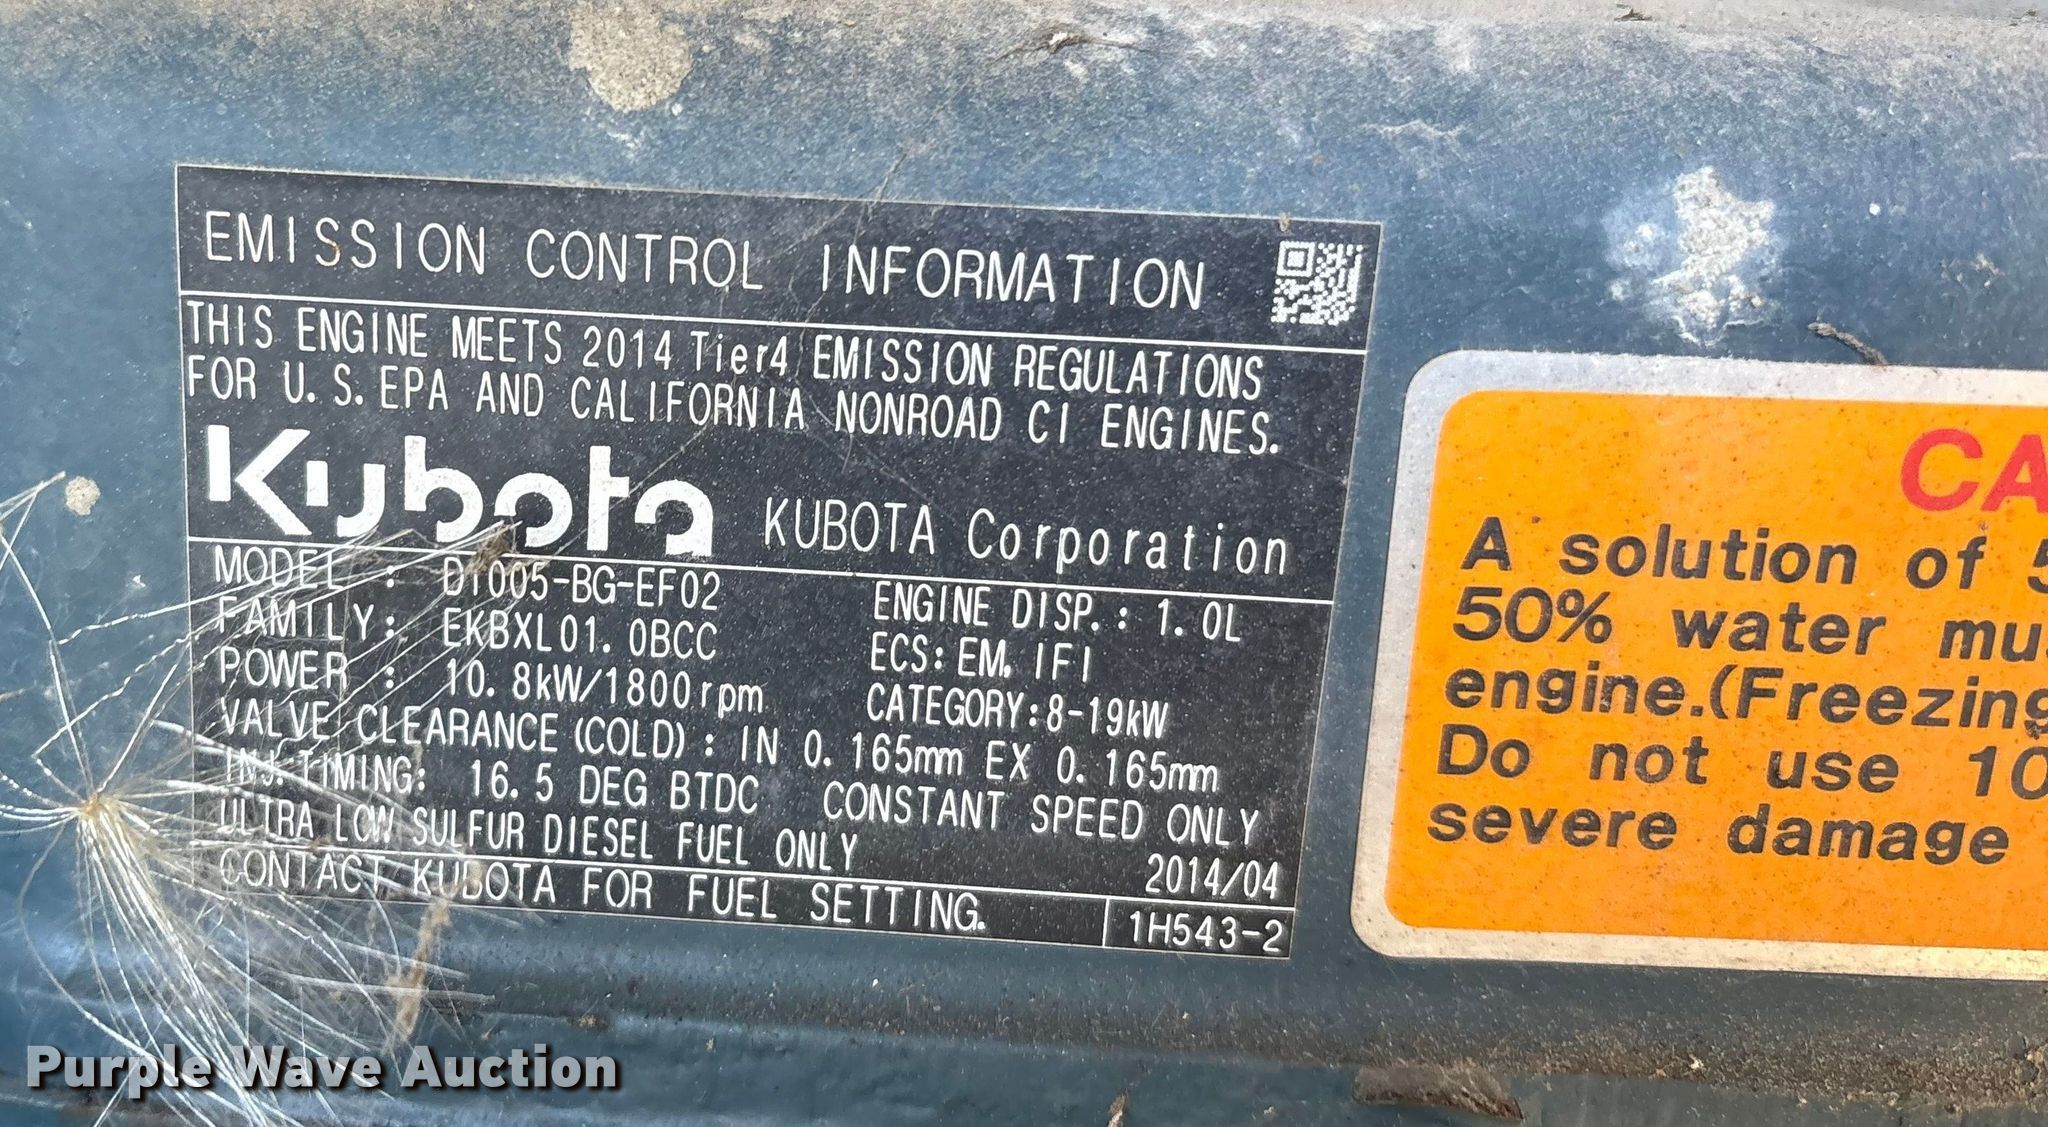 EMISSION CONTROL INFORMATION
THIS ENGINE MEETS 2014 Tier4 EMISSION REGULATIONS
FOR U.S. EPA AND CALIFORNIA NONROAD CI ENGINES.
Kubota KUBOTA Corporation
MODEL : D1005-BG-EF02 ENGINE DISP.: 1.0L
FAMILY: EKBXL01.0BCC ECS: EM, IFI
POWER : 10.8kW/1800rpm CATEGORY:8-19kW
VALVE CLEARANCE (COLD) : IN 0.165mm EX 0.165mm
INJ.TIMING: 16.5 DEG BTDC CONSTANT SPEED ONLY
ULTRA LOW SULFUR DIESEL FUEL ONLY 2014/04
CONTACT KUBOTA FOR FUEL SETTING. 1H543-2
CA
A solution of 5
50% water mus
engine.(Freezing
Do not use 10
severe damage
Purple Wave Auction